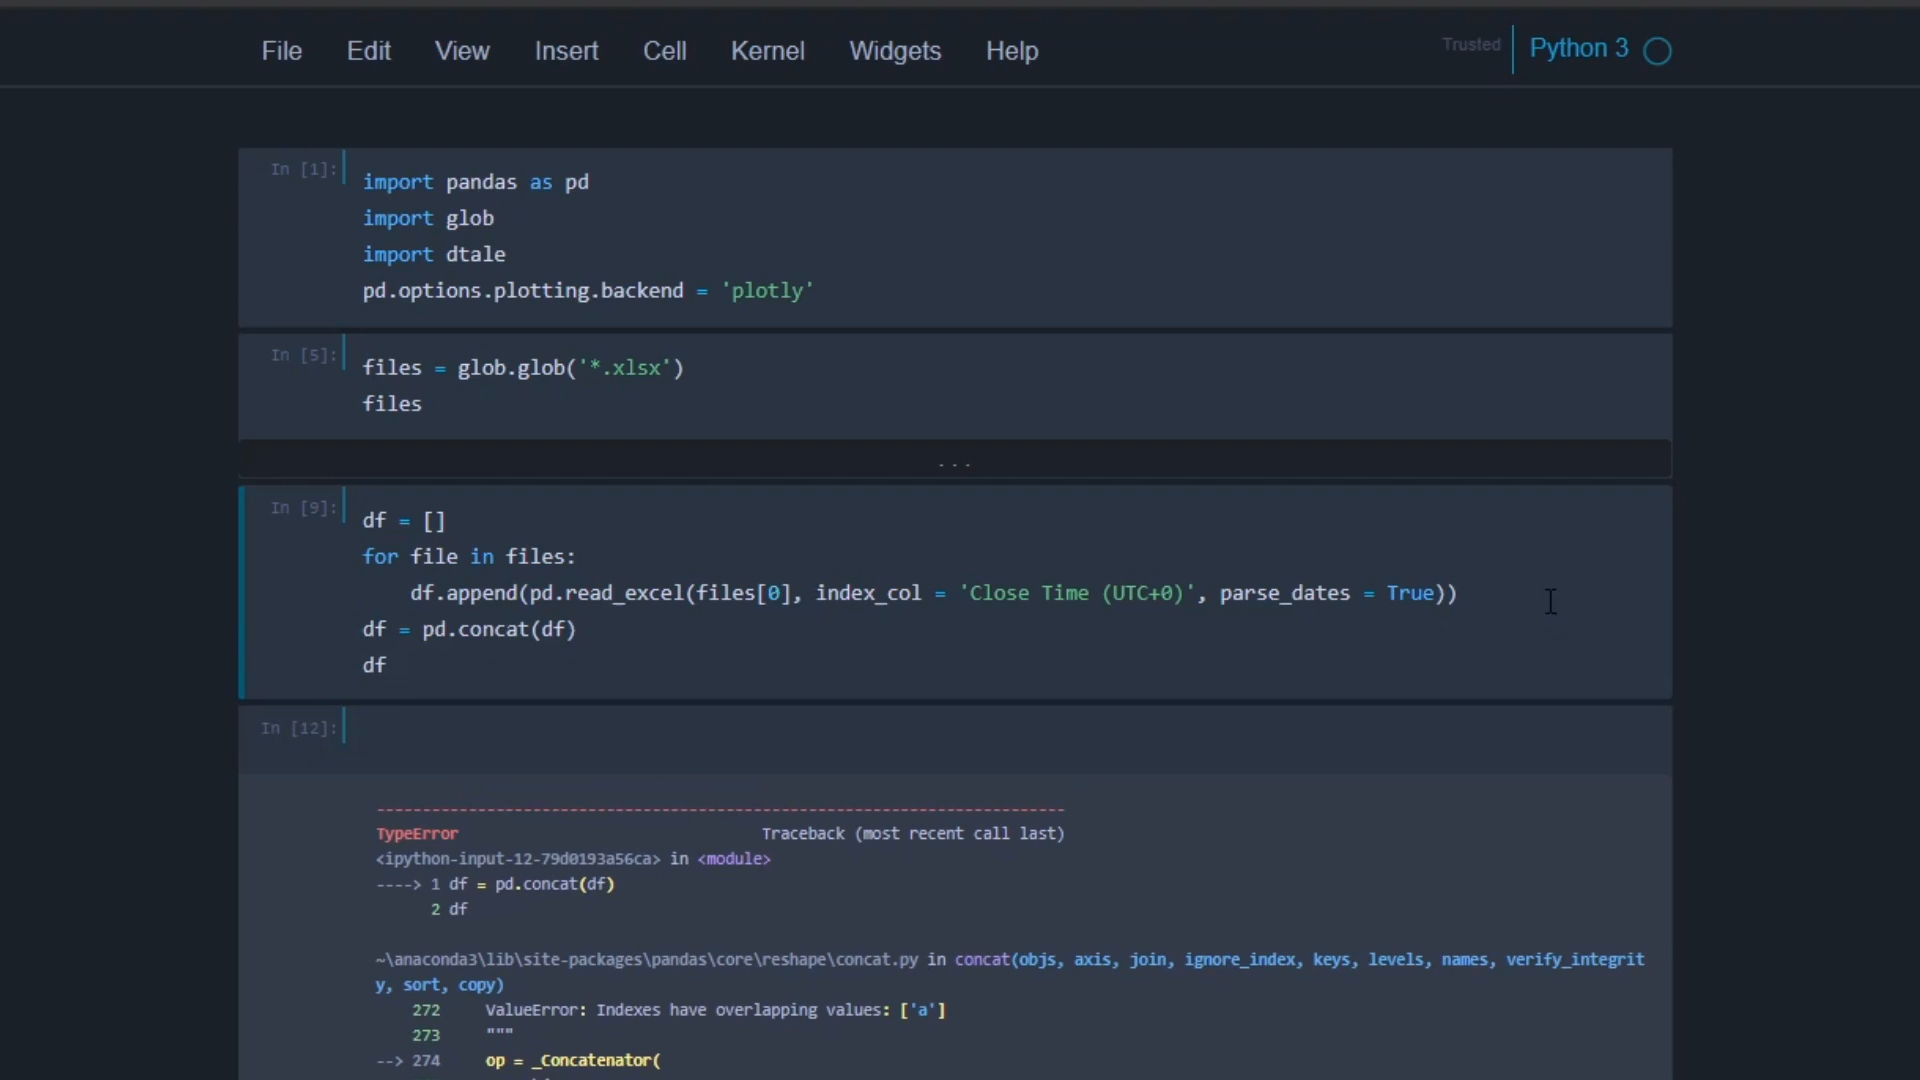 File Edit View Insert Cell Kernel Widgets Help Trusted Python 3
In [1]: import pandas as pd
import glob
import dtale
pd.options.plotting.backend = 'plotly'
In [5]: files = glob.glob('*.xlsx')
files
...
In [9]: df = []
for file in files:
    df.append(pd.read_excel(files[0], index_col = 'Close Time (UTC+0)', parse_dates = True))
df = pd.concat(df)
df
In [12]:
---------------------------------------------------------------------------
TypeError                                 Traceback (most recent call last)
<ipython-input-12-79d0193a56ca> in <module>
----> 1 df = pd.concat(df)
      2 df
~\anaconda3\lib\site-packages\pandas\core\reshape\concat.py in concat(objs, axis, join, ignore_index, keys, levels, names, verify_integrit
y, sort, copy)
    272     ValueError: Indexes have overlapping values: ['a']
    273     """
--> 274     op = _Concatenator(